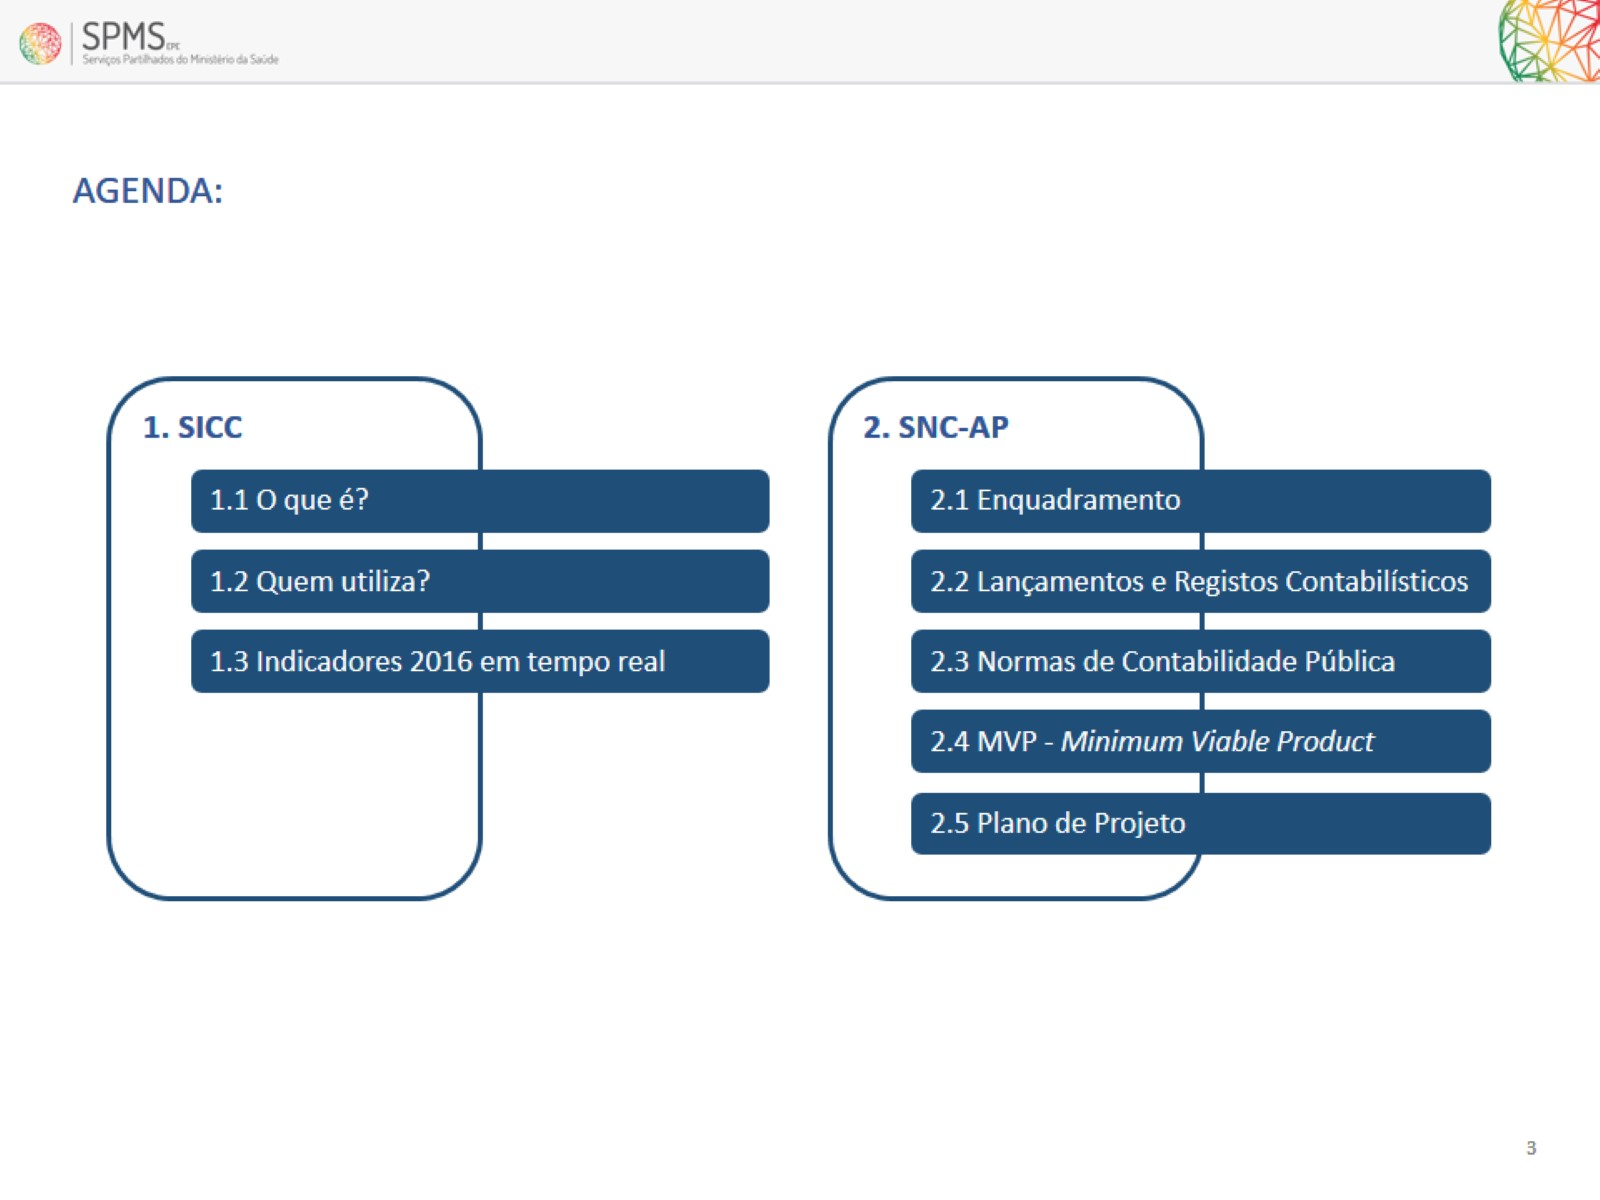 SPMS EPE
Serviços Partilhados do Ministério da Saúde
AGENDA:
1. SICC
1.1 O que é?
1.2 Quem utiliza?
1.3 Indicadores 2016 em tempo real
2. SNC-AP
2.1 Enquadramento
2.2 Lançamentos e Registos Contabilísticos
2.3 Normas de Contabilidade Pública
2.4 MVP - Minimum Viable Product
2.5 Plano de Projeto
3